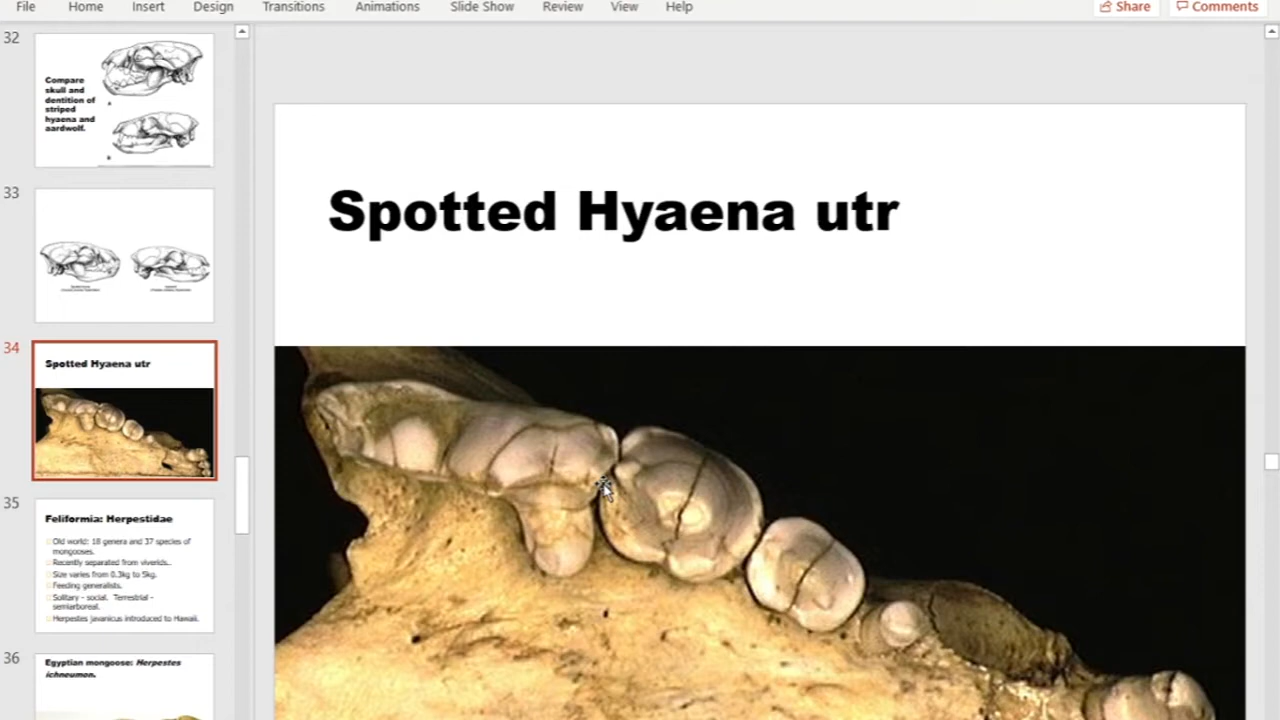 File Home Insert Design Transitions Animations Slide Show Review View Help Share Comments
32
Compare
skull and
dentition of
striped
hyaena and
aardwolf.
33
34
Spotted Hyaena utr
35
Feliformia: Herpestidae
Old world: 18 genera and 37 species of
mongooses.
Recently separated from viverids..
Size varies from 0.3kg to 5kg.
Feeding generalists.
Solitary - social. Terrestrial -
semiarboreal.
Herpestes javanicus introduced to Hawaii.
36
Egyptian mongoose: Herpestes
ichneumon.
Spotted Hyaena utr